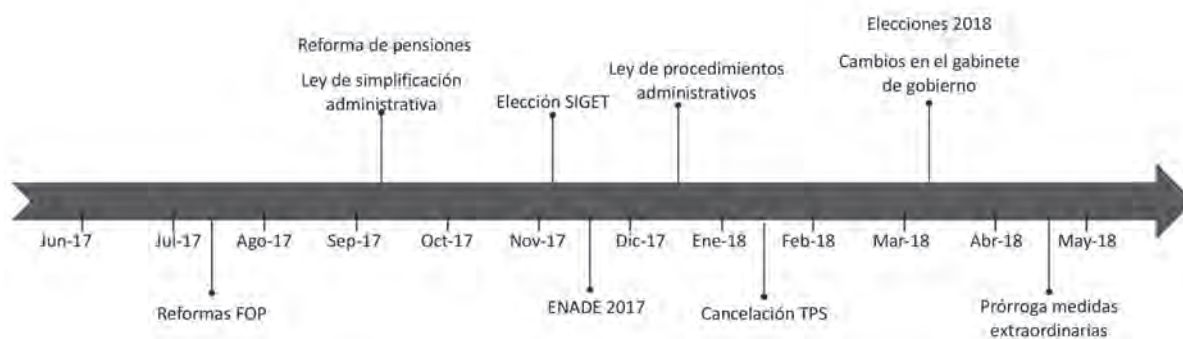 Elecciones 2018
Reforma de pensiones
Cambios en el gabinete
de gobierno
Ley de simplificación
administrativa
Elección SIGET
Ley de procedimientos
administrativos
Jun-17
Jul-17
Ago-17
Sep-17
Oct-17
Nov-17
Dic-17
Ene-18
Feb-18
Mar-18
Abr-18
May-18
Reformas FOP
ENADE 2017
Cancelación TPS
Prórroga medidas
extraordinarias